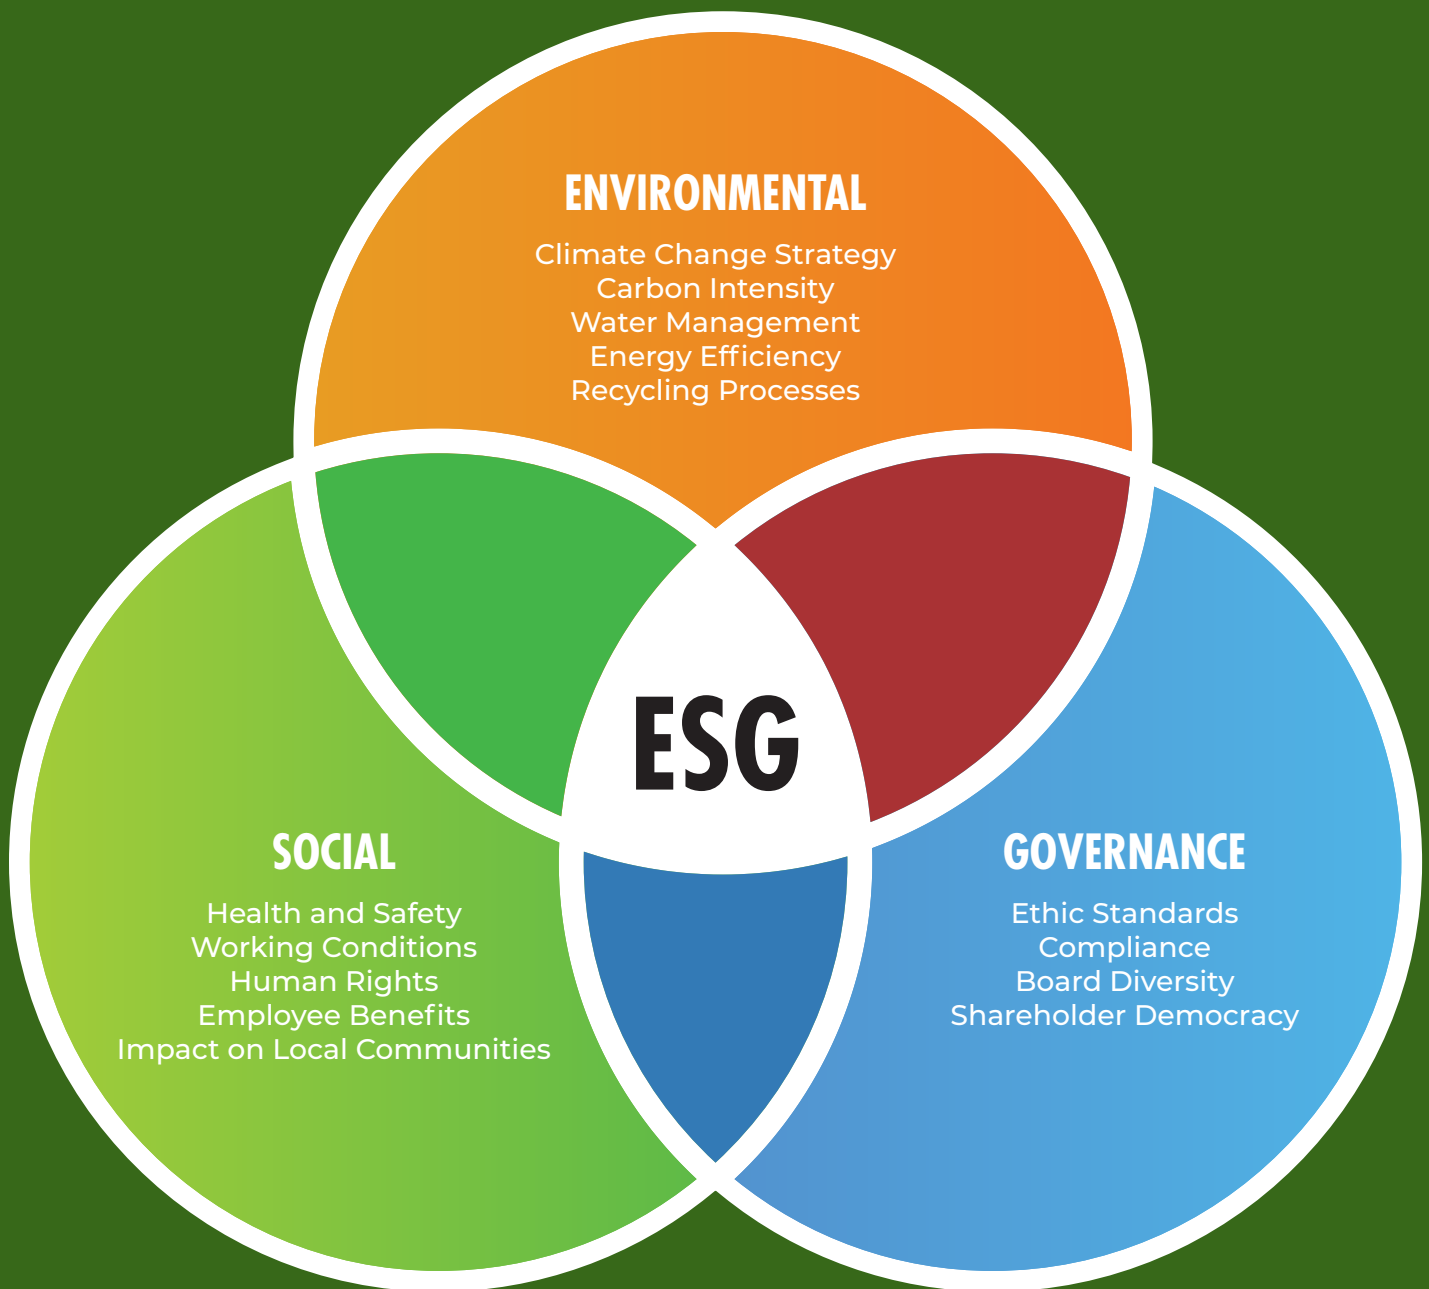 ENVIRONMENTAL
Climate Change Strategy
Carbon Intensity
Water Management
Energy Efficiency
Recycling Processes
ESG
SOCIAL
Health and Safety
Working Conditions
Human Rights
Employee Benefits
Impact on Local Communities
GOVERNANCE
Ethic Standards
Compliance
Board Diversity
Shareholder Democracy